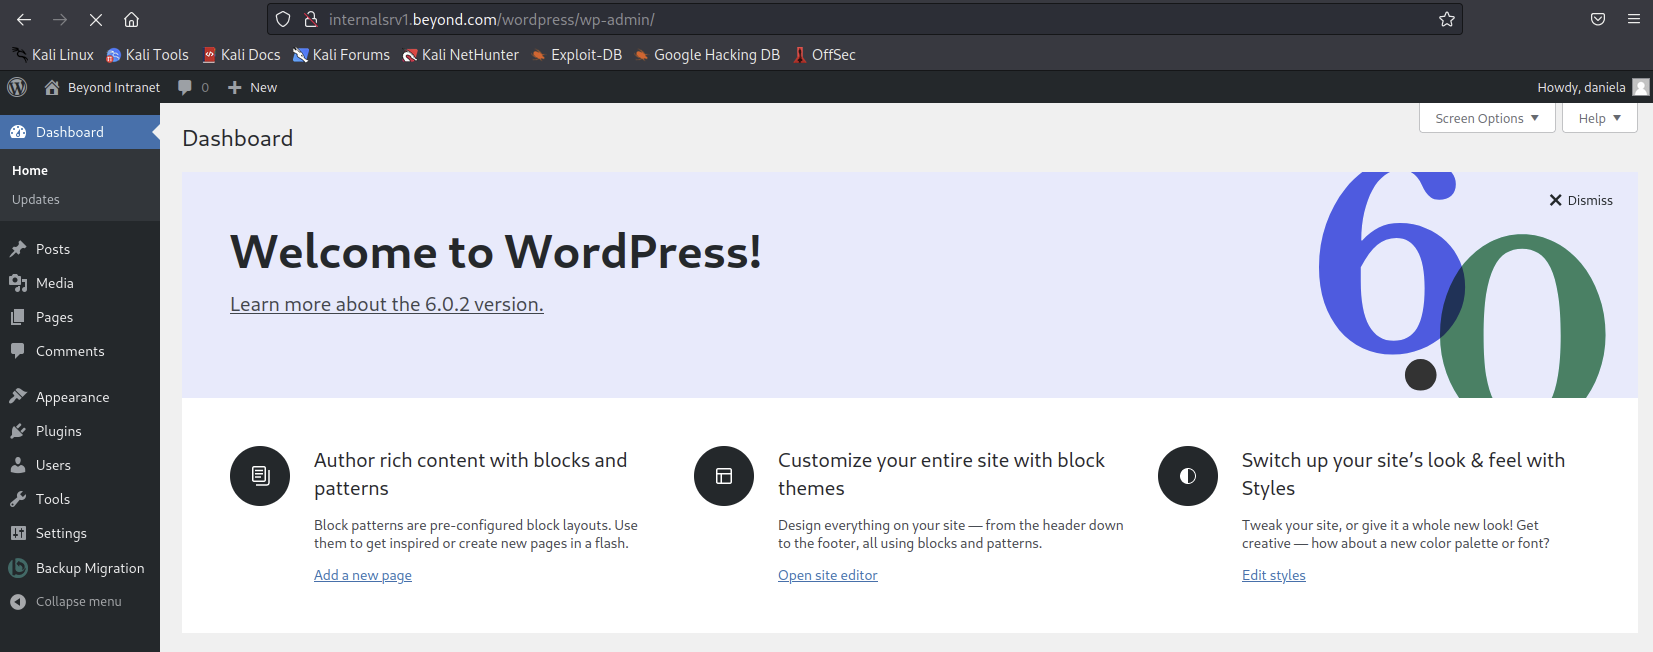 internalsrv1.beyond.com/wordpress/wp-admin/
Kali Linux Kali Tools Kali Docs Kali Forums Kali NetHunter Exploit-DB Google Hacking DB OffSec
Beyond Intranet 0 New Howdy, daniela
Dashboard
Home
Updates
Posts
Media
Pages
Comments
Appearance
Plugins
Users
Tools
Settings
Backup Migration
Collapse menu
Screen Options Help
Dashboard
Dismiss
Welcome to WordPress!
Learn more about the 6.0.2 version.
6.0
Author rich content with blocks and
patterns
Block patterns are pre-configured block layouts. Use
them to get inspired or create new pages in a flash.
Add a new page
Customize your entire site with block
themes
Design everything on your site — from the header down
to the footer, all using blocks and patterns.
Open site editor
Switch up your site's look & feel with
Styles
Tweak your site, or give it a whole new look! Get
creative — how about a new color palette or font?
Edit styles